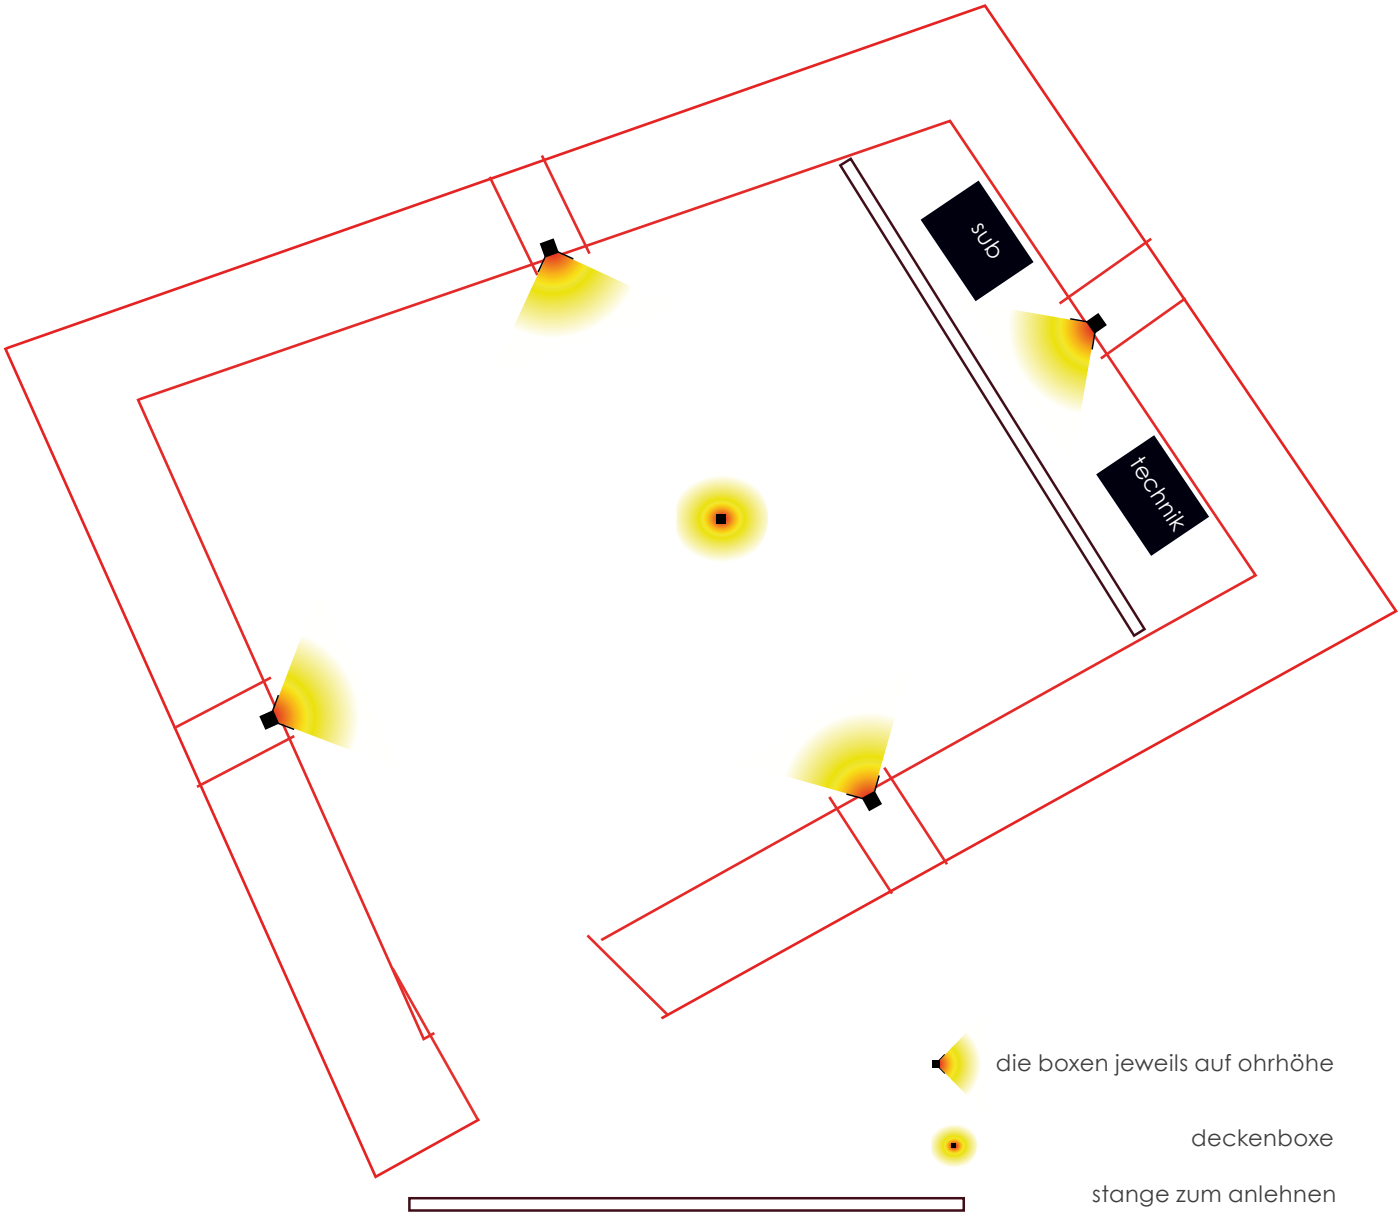 sub
technik
die boxen jeweils auf ohrhöhe
deckenboxe
stange zum anlehnen